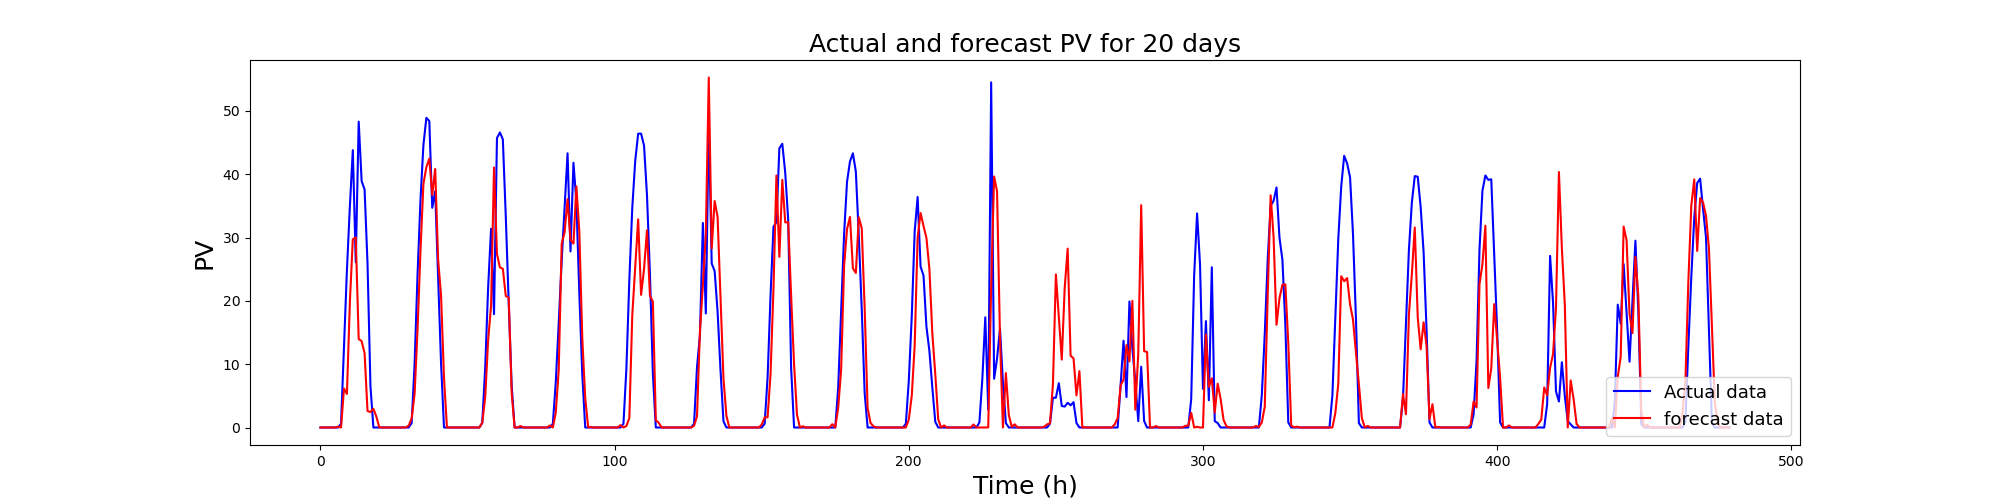 Actual and forecast PV for 20 days
PV
50
40
30
20
10
0
0 100 200 300 400 500
Time (h)
Actual data
forecast data